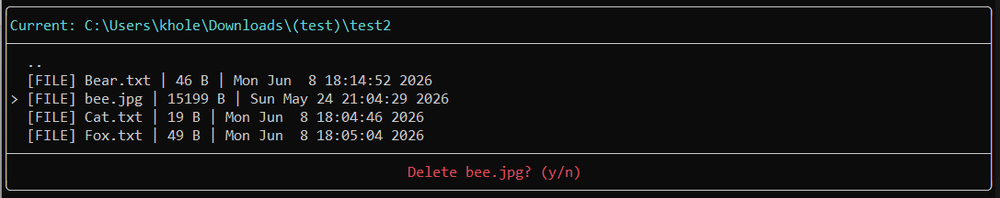 Current: C:\Users\khole\Downloads\(test)\test2
..
[FILE] Bear.txt | 46 B | Mon Jun  8 18:14:52 2026
> [FILE] bee.jpg | 15199 B | Sun May 24 21:04:29 2026
[FILE] Cat.txt | 19 B | Mon Jun  8 18:04:46 2026
[FILE] Fox.txt | 49 B | Mon Jun  8 18:05:04 2026
Delete bee.jpg? (y/n)